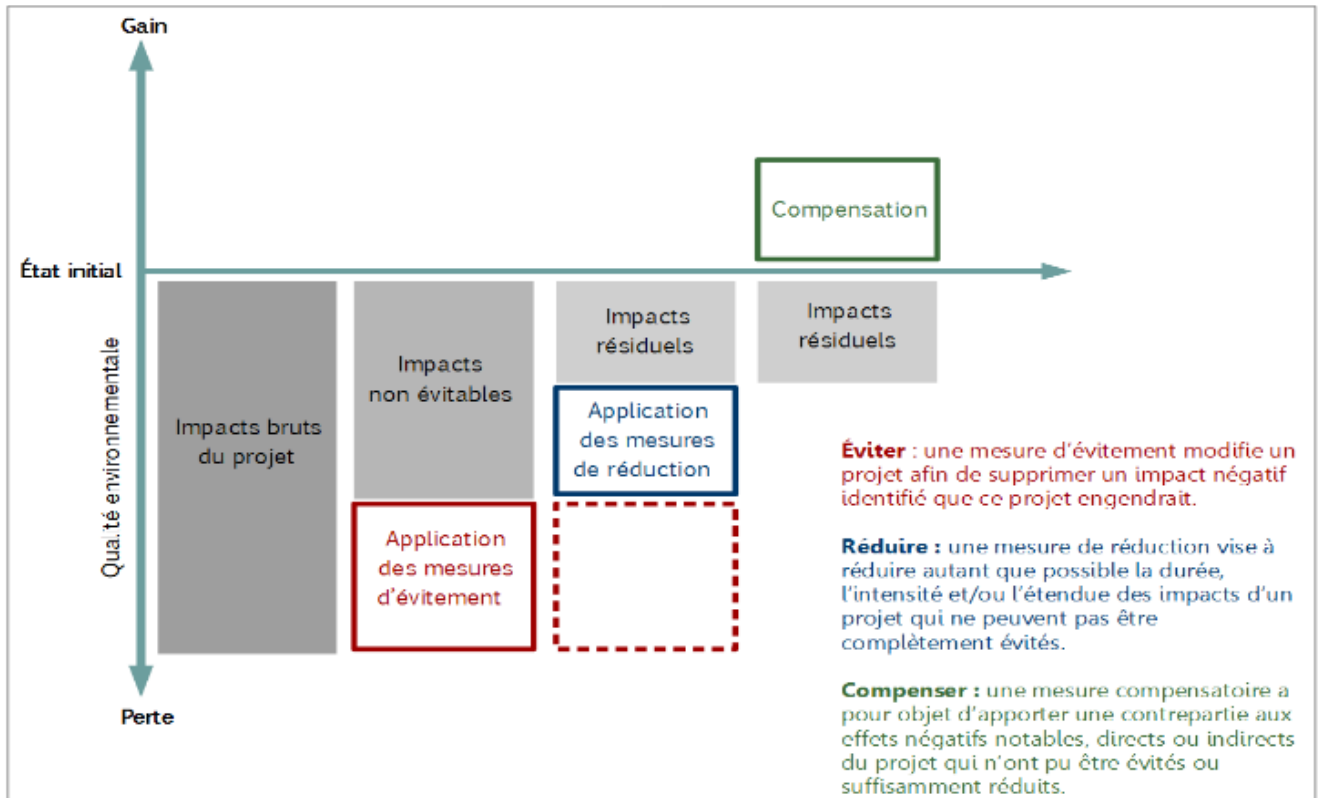 Gain
Compensation
État initial
Impacts bruts
du projet
Impacts
non évitables
Impacts
résiduels
Impacts
résiduels
Application
des mesures
de réduction
Application
des mesures
d'évitement
Qualité environnementale
Perte
Éviter : une mesure d'évitement modifie un
projet afin de supprimer un impact négatif
identifié que ce projet engendrait.
Réduire : une mesure de réduction vise à
réduire autant que possible la durée,
l'intensité et/ou l'étendue des impacts d'un
projet qui ne peuvent pas être
complètement évités.
Compenser : une mesure compensatoire a
pour objet d'apporter une contrepartie aux
effets négatifs notables, directs ou indirects
du projet qui n'ont pu être évités ou
suffisamment réduits.